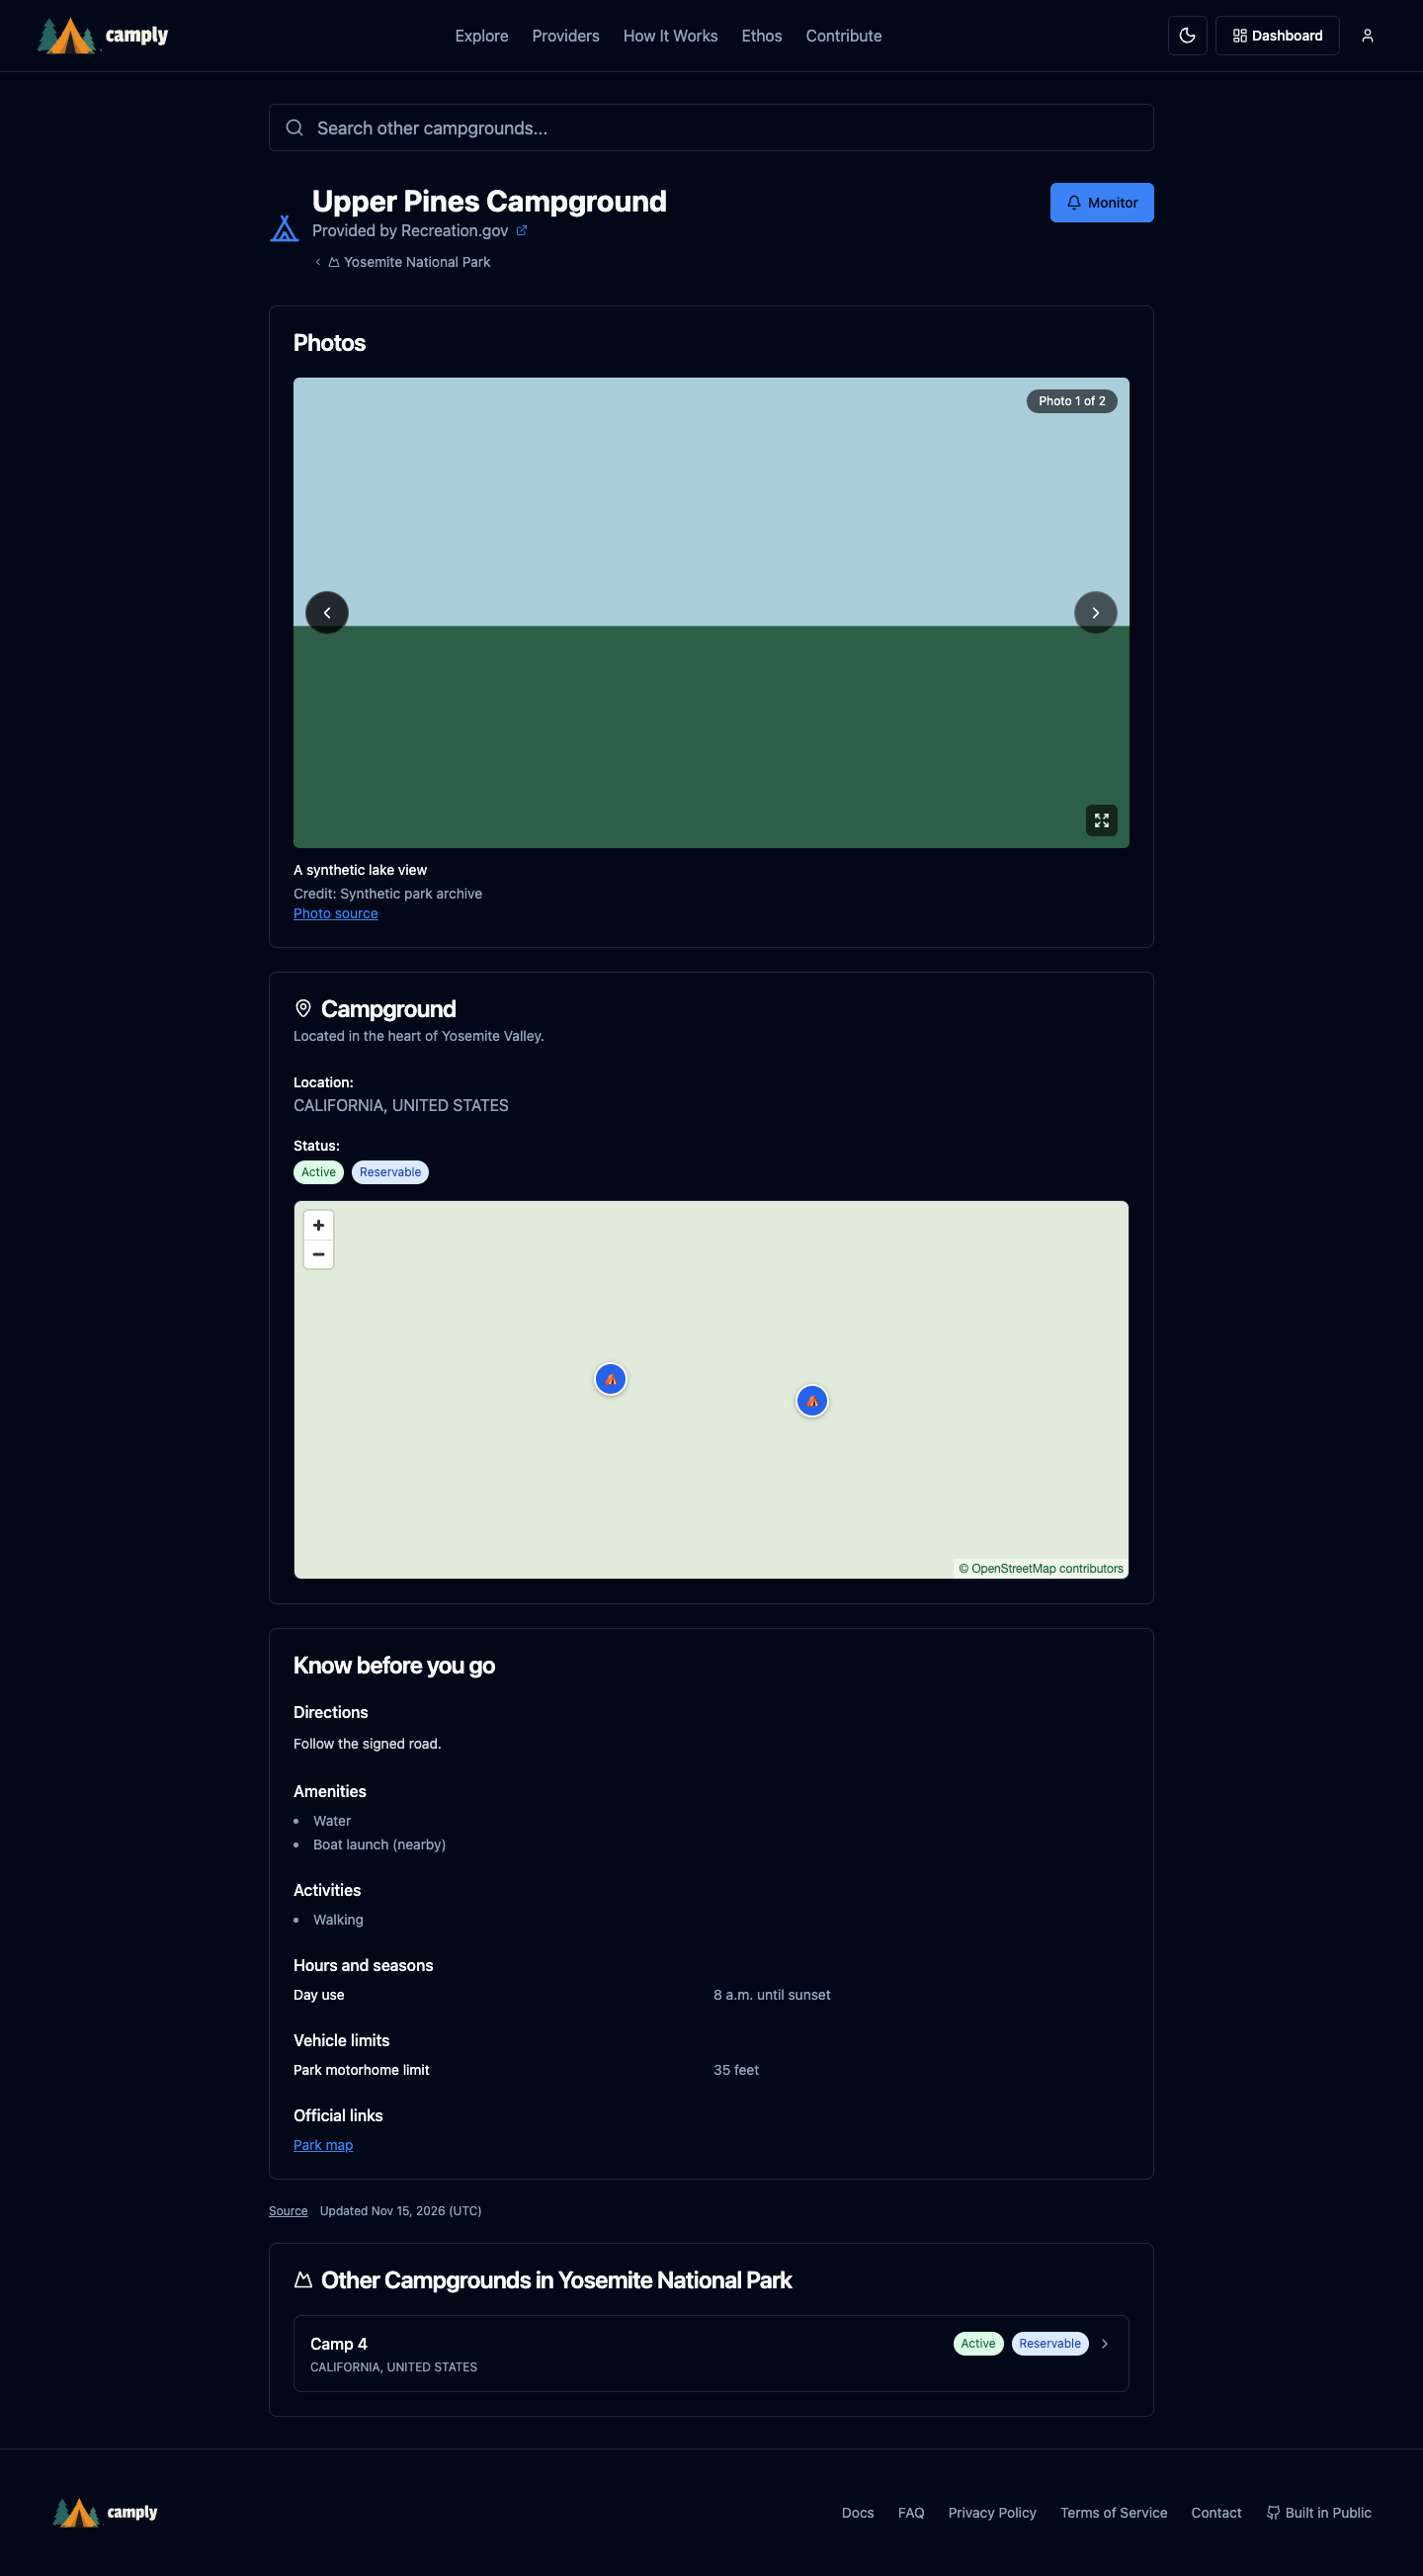 camply
Explore
Providers
How It Works
Ethos
Contribute
Dashboard
Search other campgrounds...
Upper Pines Campground
Monitor
Provided by Recreation.gov
Yosemite National Park
Photos
Photo 1 of 2
A synthetic lake view
Credit: Synthetic park archive
Photo source
Campground
Located in the heart of Yosemite Valley.
Location:
CALIFORNIA, UNITED STATES
Status:
Active
Reservable
© OpenStreetMap contributors
Know before you go
Directions
Follow the signed road.
Amenities
Water
Boat launch (nearby)
Activities
Walking
Hours and seasons
Day use 8 a.m. until sunset
Vehicle limits
Park motorhome limit 35 feet
Official links
Park map
Source Updated Nov 15, 2026 (UTC)
Other Campgrounds in Yosemite National Park
Camp 4
Active
Reservable
CALIFORNIA, UNITED STATES
camply
Docs
FAQ
Privacy Policy
Terms of Service
Contact
Built in Public